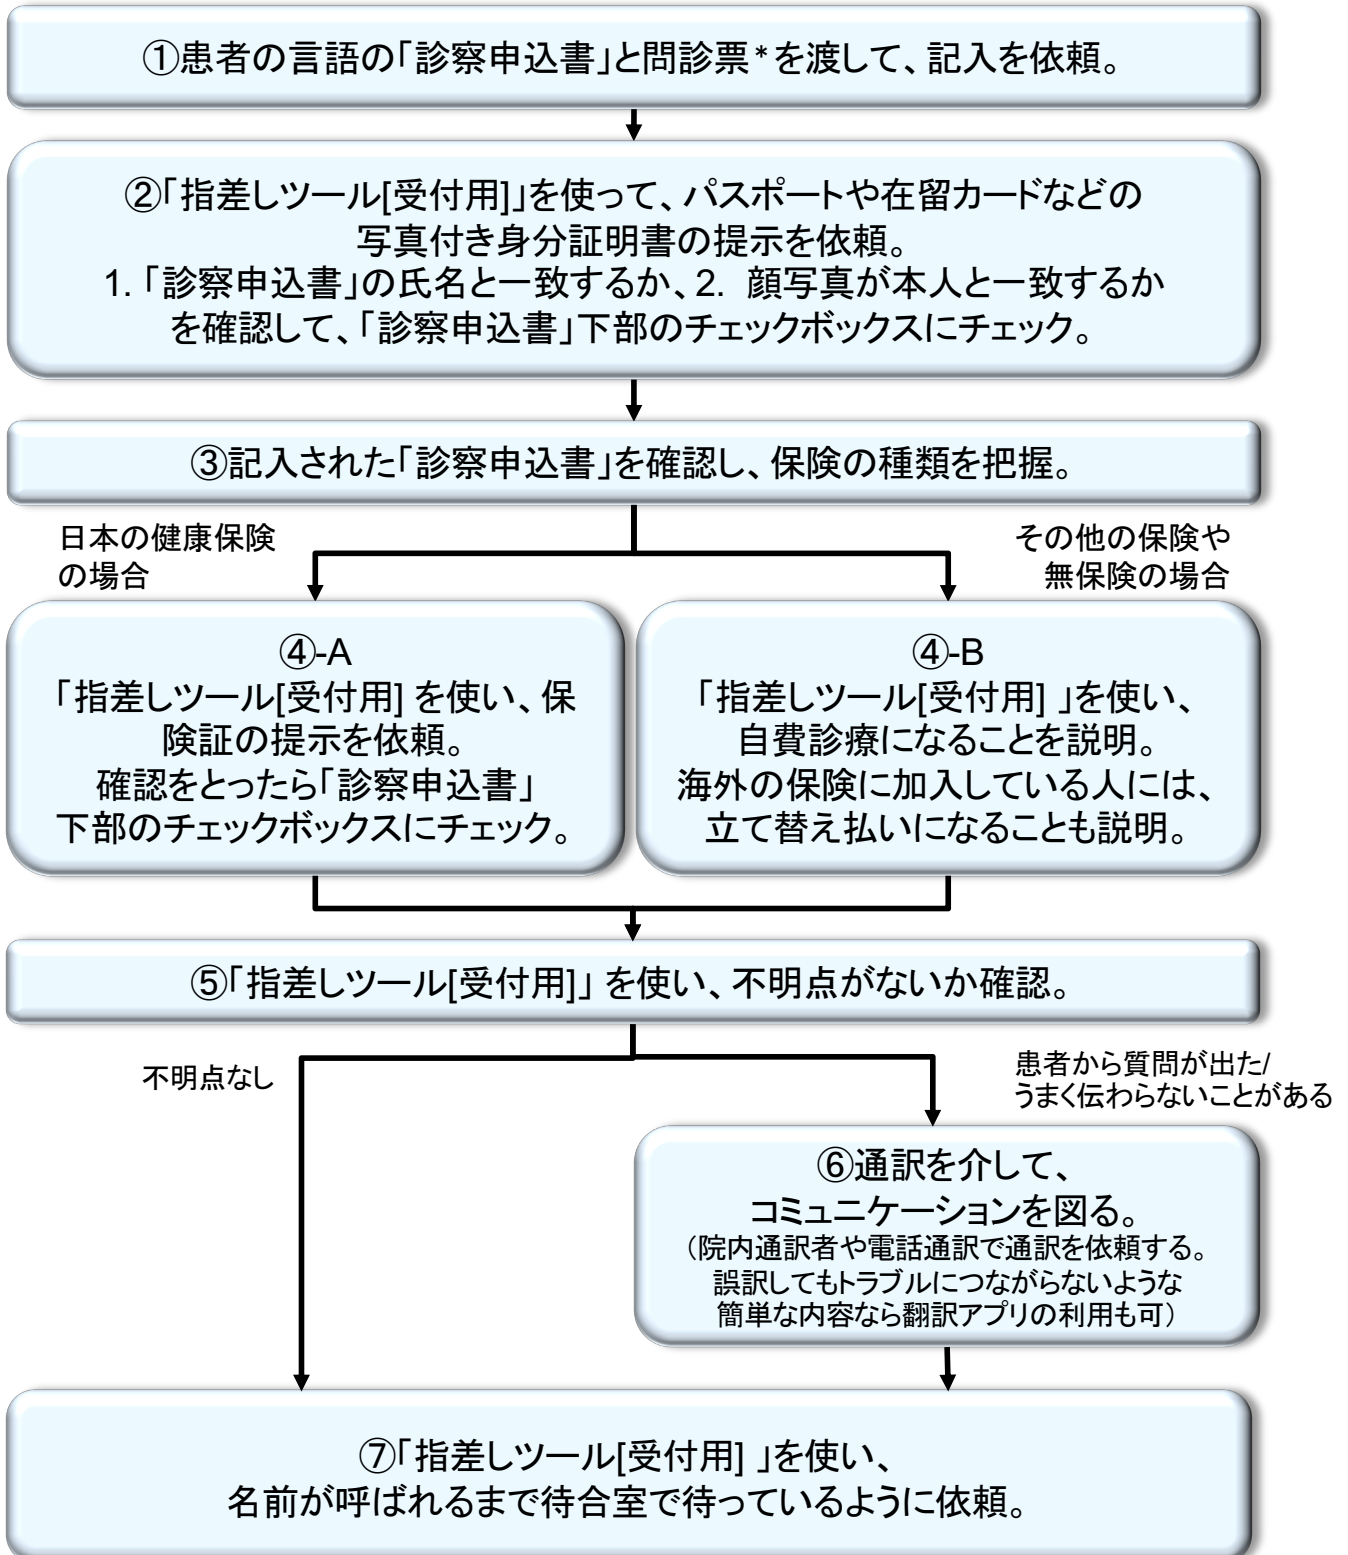 ①患者の言語の「診察申込書」と問診票*を渡して、記入を依頼。
②「指差しツール[受付用]」を使って、パスポートや在留カードなどの
写真付き身分証明書の提示を依頼。
1. 「診察申込書」の氏名と一致するか、2. 顔写真が本人と一致するか
を確認して、「診察申込書」下部のチェックボックスにチェック。
③記入された「診察申込書」を確認し、保険の種類を把握。
日本の健康保険
の場合
その他の保険や
無保険の場合
④-A
「指差しツール[受付用] を使い、保
険証の提示を依頼。
確認をとったら「診察申込書」
下部のチェックボックスにチェック。
④-B
「指差しツール[受付用] 」を使い、
自費診療になることを説明。
海外の保険に加入している人には、
立て替え払いになることも説明。
⑤「指差しツール[受付用]」 を使い、不明点がないか確認。
不明点なし
患者から質問が出た/
うまく伝わらないことがある
⑥通訳を介して、
コミュニケーションを図る。
（院内通訳者や電話通訳で通訳を依頼する。
誤訳してもトラブルにつながらないような
簡単な内容なら翻訳アプリの利用も可）
⑦「指差しツール[受付用] 」を使い、
名前が呼ばれるまで待合室で待っているように依頼。